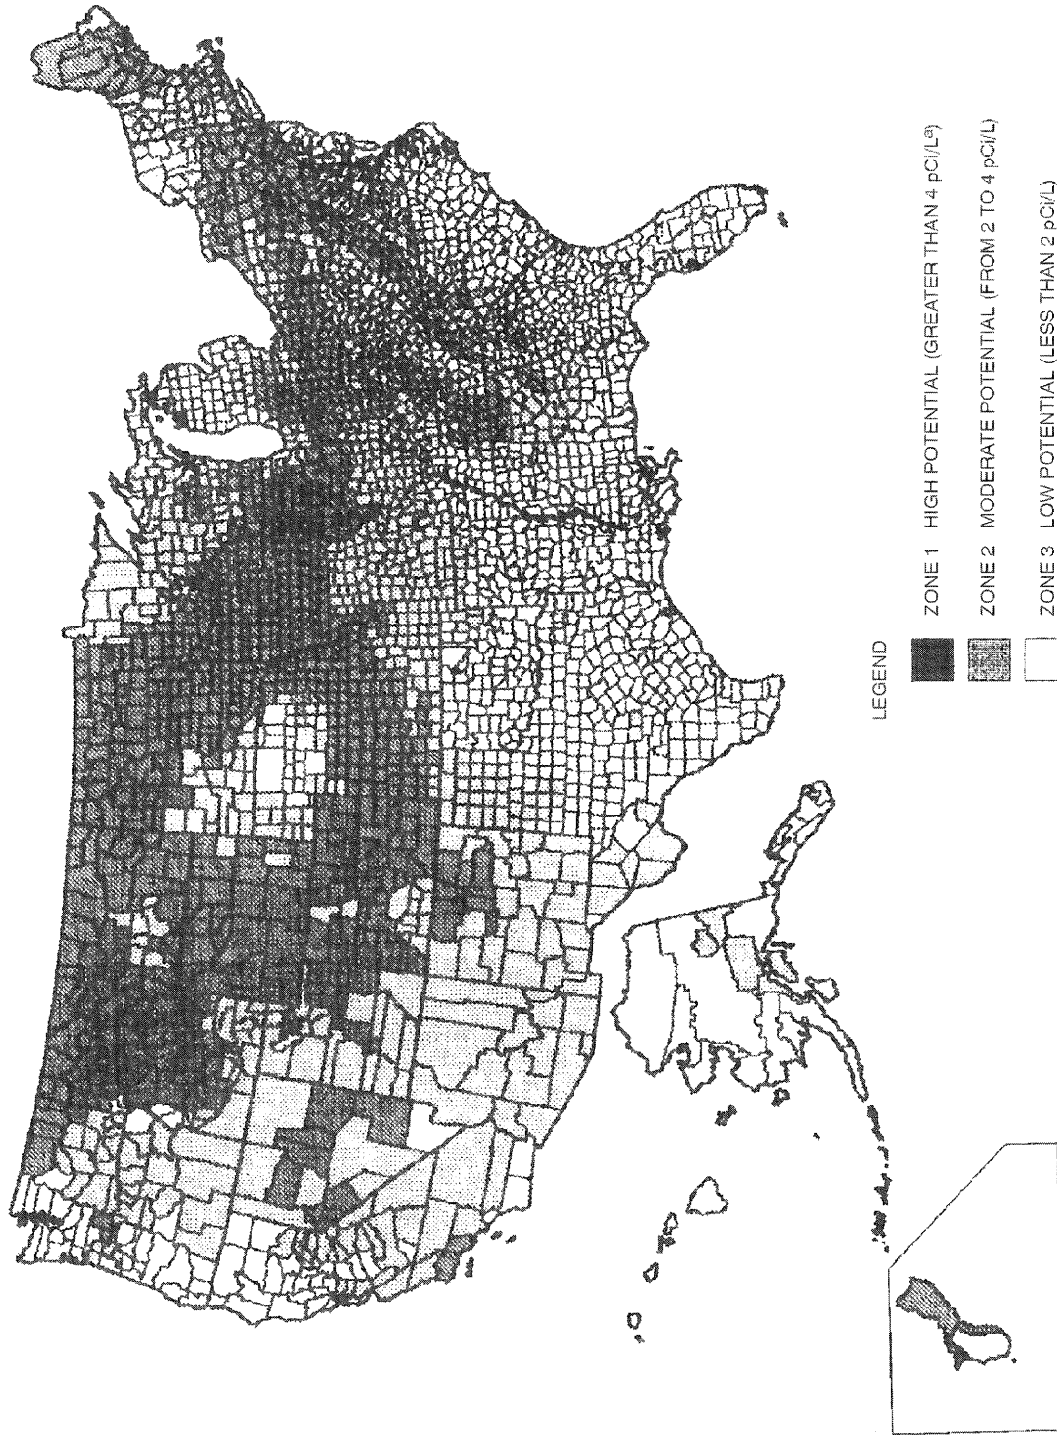 LEGEND
ZONE 1 HIGH POTENTIAL (GREATER THAN 4 pCi/Lᵃ)
ZONE 2 MODERATE POTENTIAL (FROM 2 TO 4 pCi/L)
ZONE 3 LOW POTENTIAL (LESS THAN 2 pCi/L)